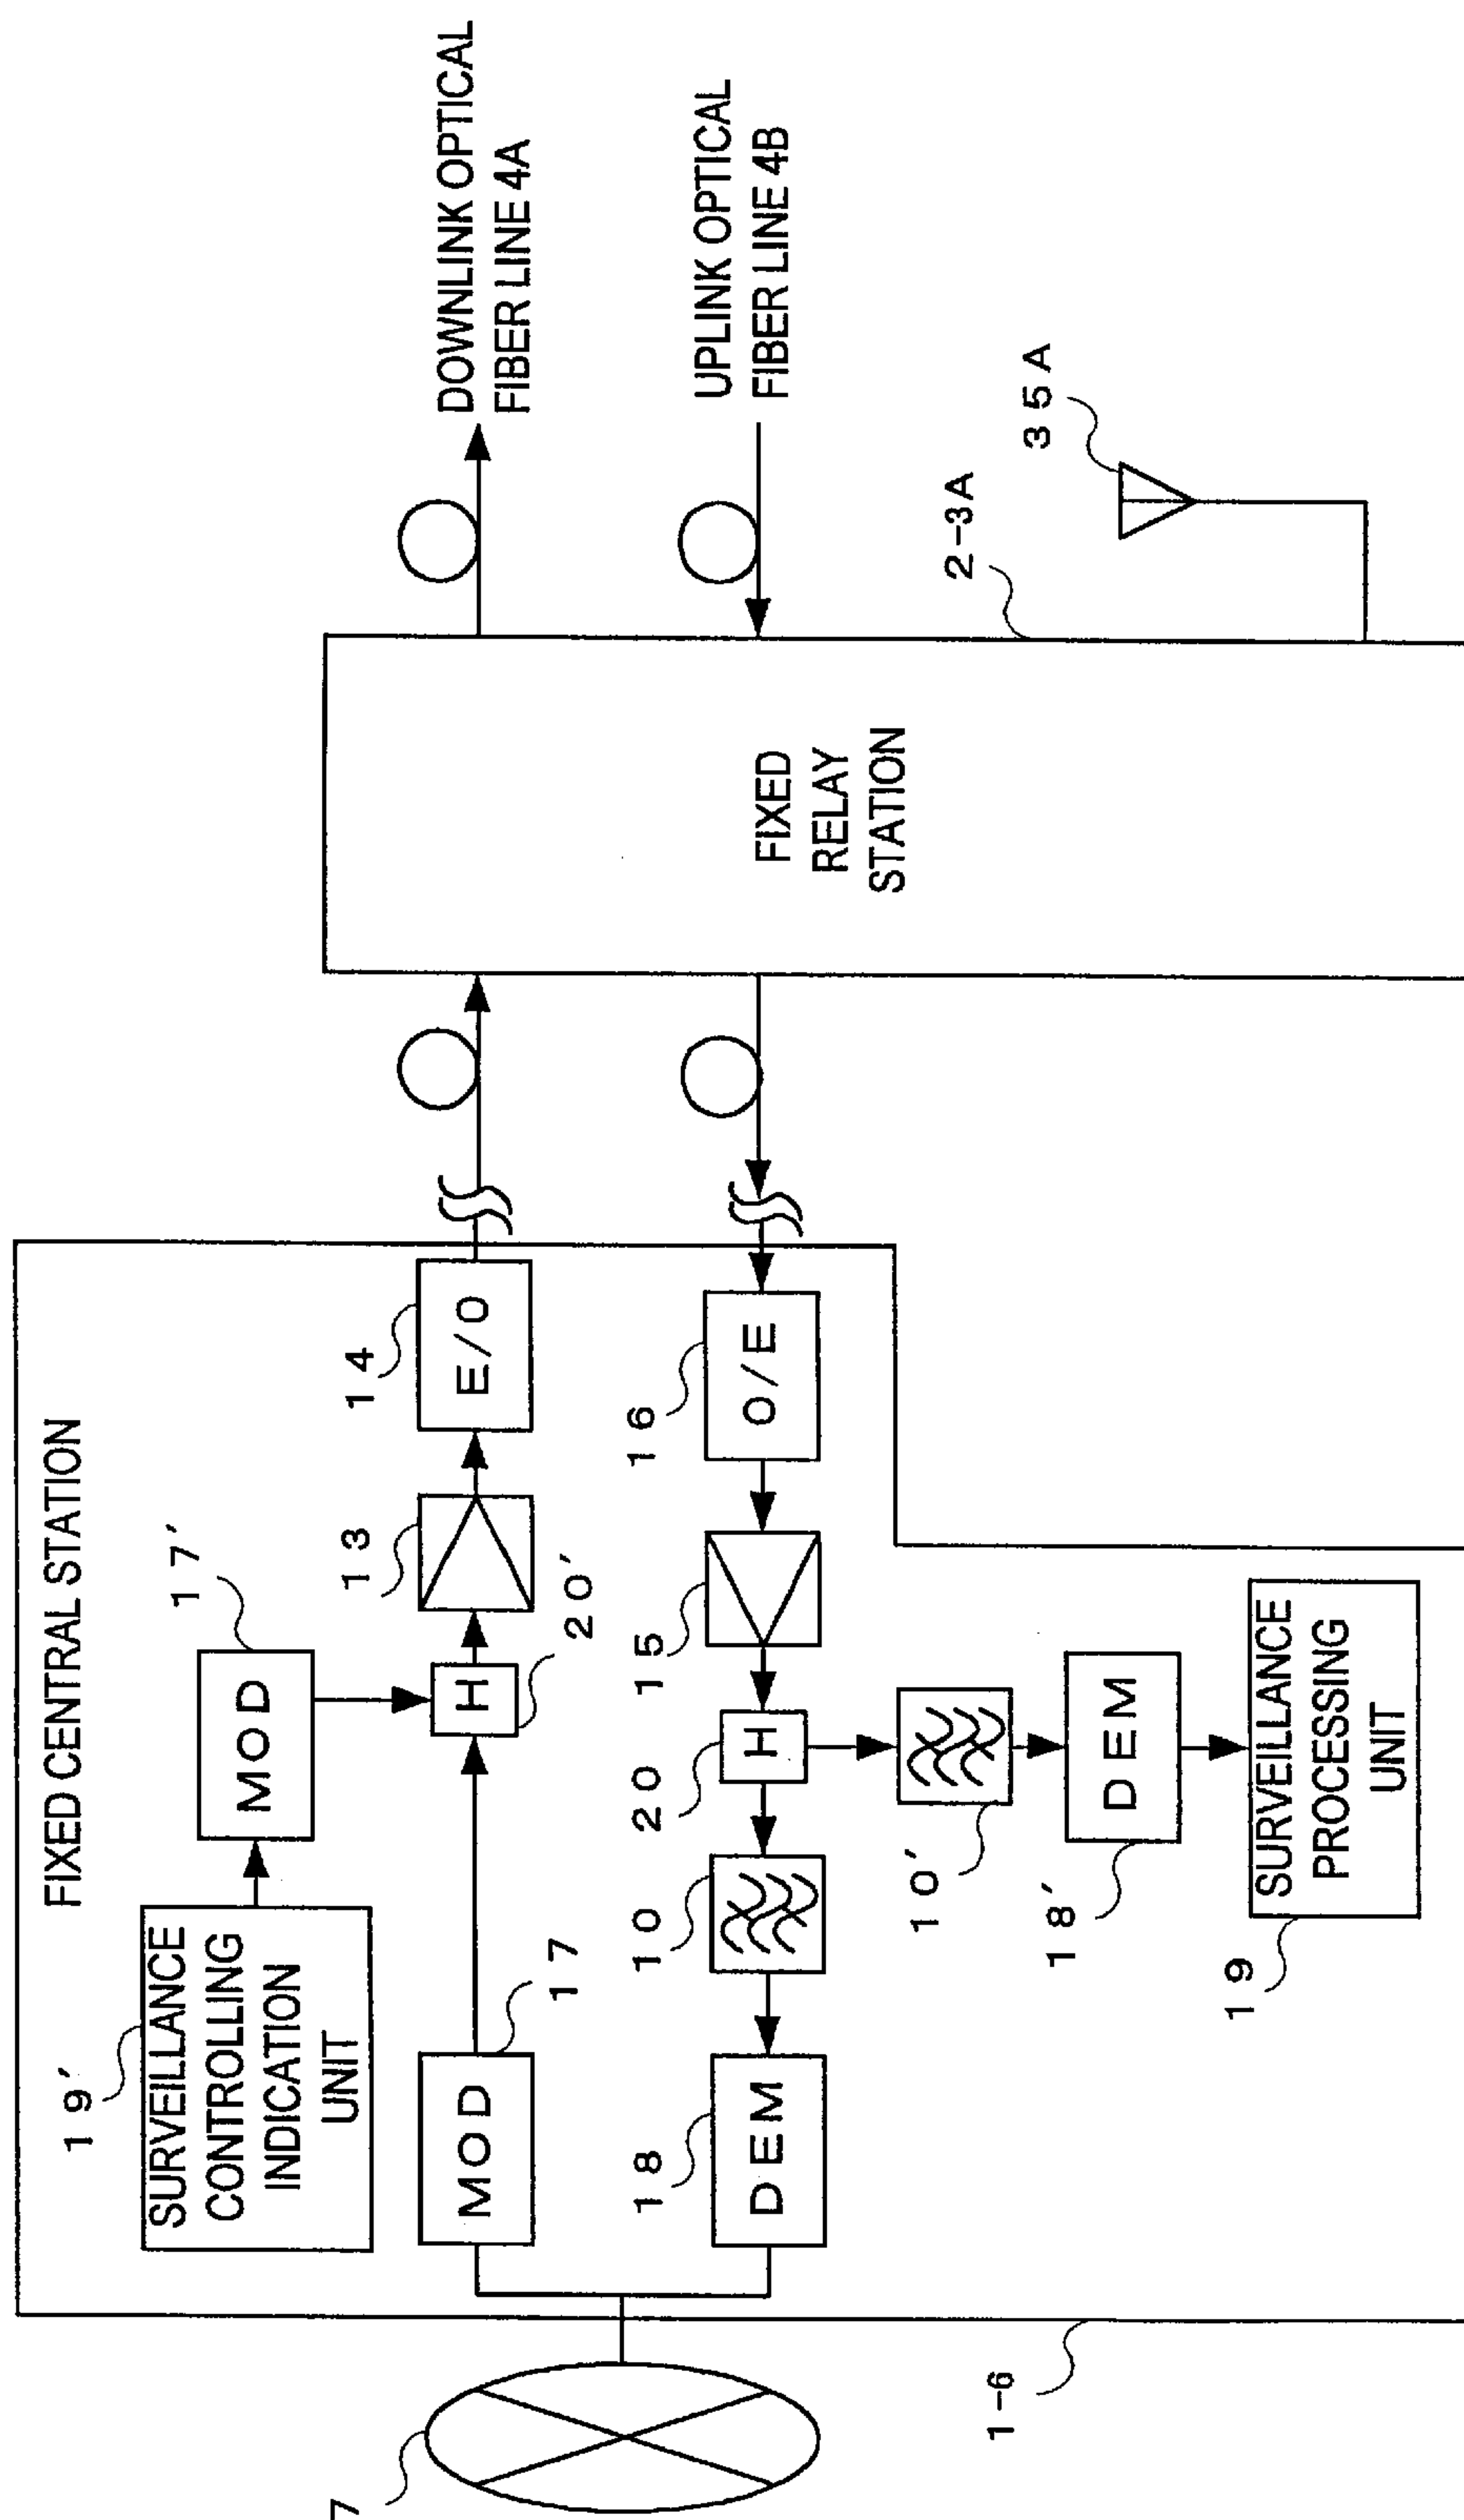 FIXED CENTRAL STATION
19'
SURVEILLANCE
CONTROLLING
INDICATION
UNIT
17'
MOD
17
MOD
20'
H
13
14
E/O
DOWNLINK OPTICAL
FIBER LINE 4A
7
18
DEM
10
20
H
15
16
O/E
UPLINK OPTICAL
FIBER LINE 4B
FIXED
RELAY
STATION
2-3A
35A
10'
18'
DEM
19
SURVEILLANCE
PROCESSING
UNIT
1-6